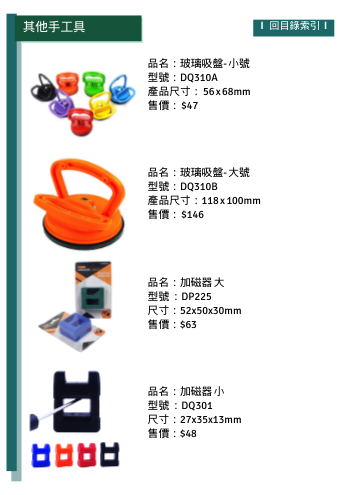 其他手工具
I 回目錄索引 I
品名：玻璃吸盤-小號
型號：DQ310A
產品尺寸：56x68mm
售價：$47
品名：玻璃吸盤-大號
型號：DQ310B
產品尺寸：118x100mm
售價：$146
品名：加磁器 大
型號：DP225
尺寸：52x50x30mm
售價：$63
品名：加磁器 小
型號：DQ301
尺寸：27x35x13mm
售價：$48